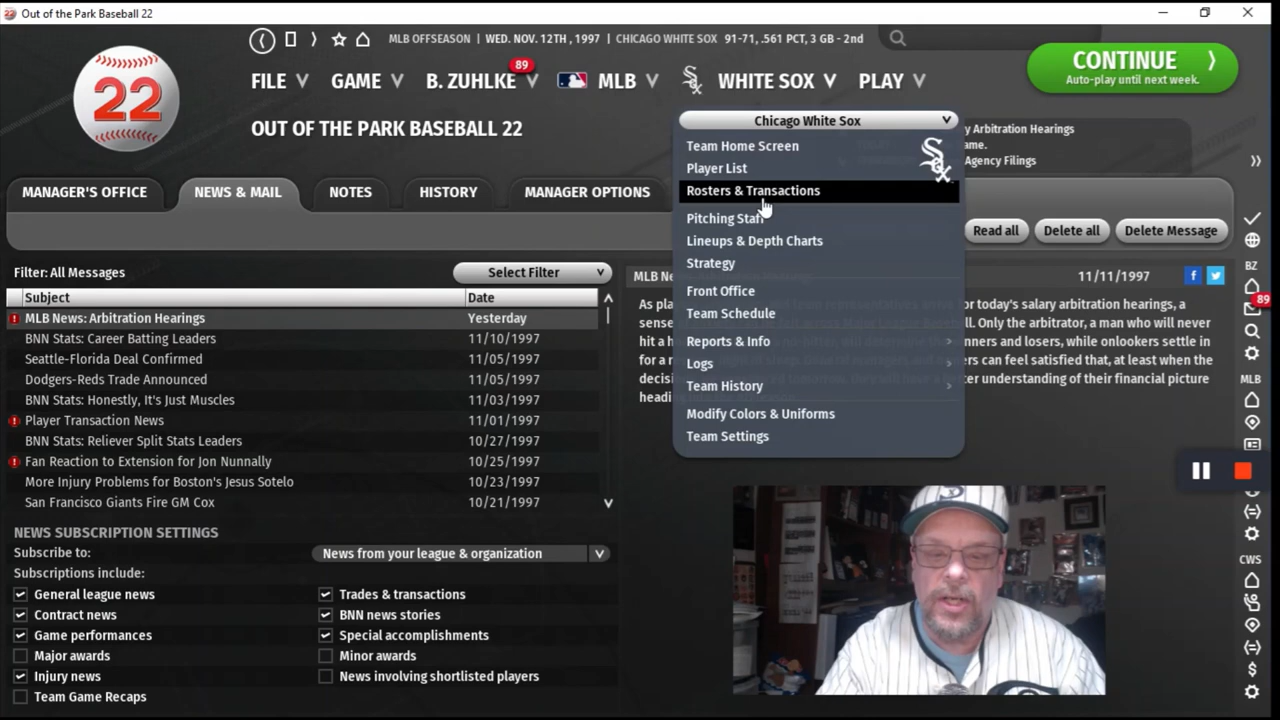 Out of the Park Baseball 22
MLB OFFSEASON | WED. NOV. 12TH , 1997 | CHICAGO WHITE SOX 91-71, .561 PCT, 3 GB - 2nd
CONTINUE
Auto-play until next week.
22
FILE GAME B. ZUHLKE 89 MLB WHITE SOX PLAY
OUT OF THE PARK BASEBALL 22
Chicago White Sox
Team Home Screen
Player List
Rosters & Transactions
Pitching Staff
Lineups & Depth Charts
Strategy
Front Office
Team Schedule
Reports & Info
Logs
Team History
Modify Colors & Uniforms
Team Settings
y Arbitration Hearings
ame.
Agency Filings
MANAGER'S OFFICE NEWS & MAIL NOTES HISTORY MANAGER OPTIONS
Read all Delete all Delete Message
Filter: All Messages Select Filter
Subject Date
MLB News: Arbitration Hearings Yesterday
BNN Stats: Career Batting Leaders 11/10/1997
Seattle-Florida Deal Confirmed 11/05/1997
Dodgers-Reds Trade Announced 11/05/1997
BNN Stats: Honestly, It's Just Muscles 11/03/1997
Player Transaction News 11/01/1997
BNN Stats: Reliever Split Stats Leaders 10/27/1997
Fan Reaction to Extension for Jon Nunnally 10/25/1997
More Injury Problems for Boston's Jesus Sotelo 10/23/1997
San Francisco Giants Fire GM Cox 10/21/1997
MLB Ne 11/11/1997
As pla for today's salary arbitration hearings, a
sense ll. Only the arbitrator, a man who will never
hit a h nners and losers, while onlookers settle in
for a r rs can feel satisfied that, at least when the
decisi ter understanding of their financial picture
headin
NEWS SUBSCRIPTION SETTINGS
Subscribe to: News from your league & organization
Subscriptions include:
General league news Trades & transactions
Contract news BNN news stories
Game performances Special accomplishments
Major awards Minor awards
Injury news News involving shortlisted players
Team Game Recaps
BZ
89
MLB
CWS